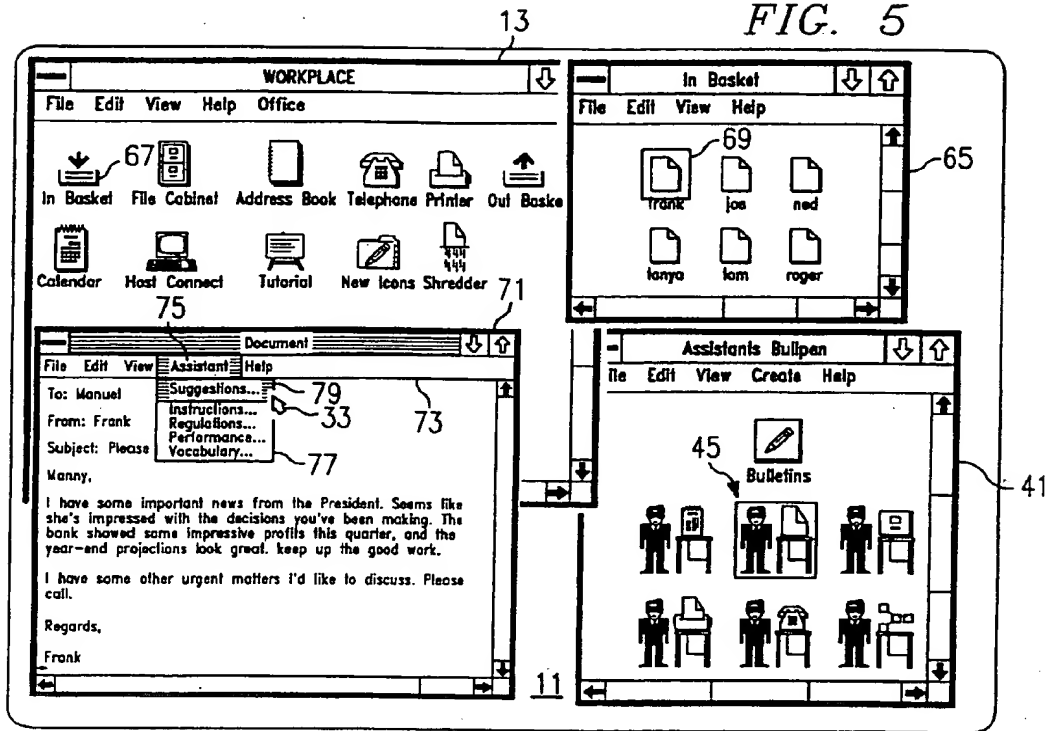 FIG. 5
13
WORKPLACE
File Edit View Help Office
67
In Basket File Cabinet Address Book Telephone Printer Out Baske
Calendar Host Connect Tutorial New Icons Shredder
In Basket
File Edit View Help
69
65
frank joe ned
tanya tom roger
71
75
Document
File Edit View Assistant Help
Suggestions...
Instructions...
Regulations...
Performance...
Vocabulary...
79
33
73
77
To: Manuel
From: Frank
Subject: Please
Manny,
I have some important news from the President. Seems like
she's impressed with the decisions you've been making. The
bank showed some impressive profits this quarter, and the
year-end projections look great. keep up the good work.
I have some other urgent matters i'd like to discuss. Please
call.
Regards,
Frank
11
Assistants Bullpen
ile Edit View Create Help
45
Bulletins
41